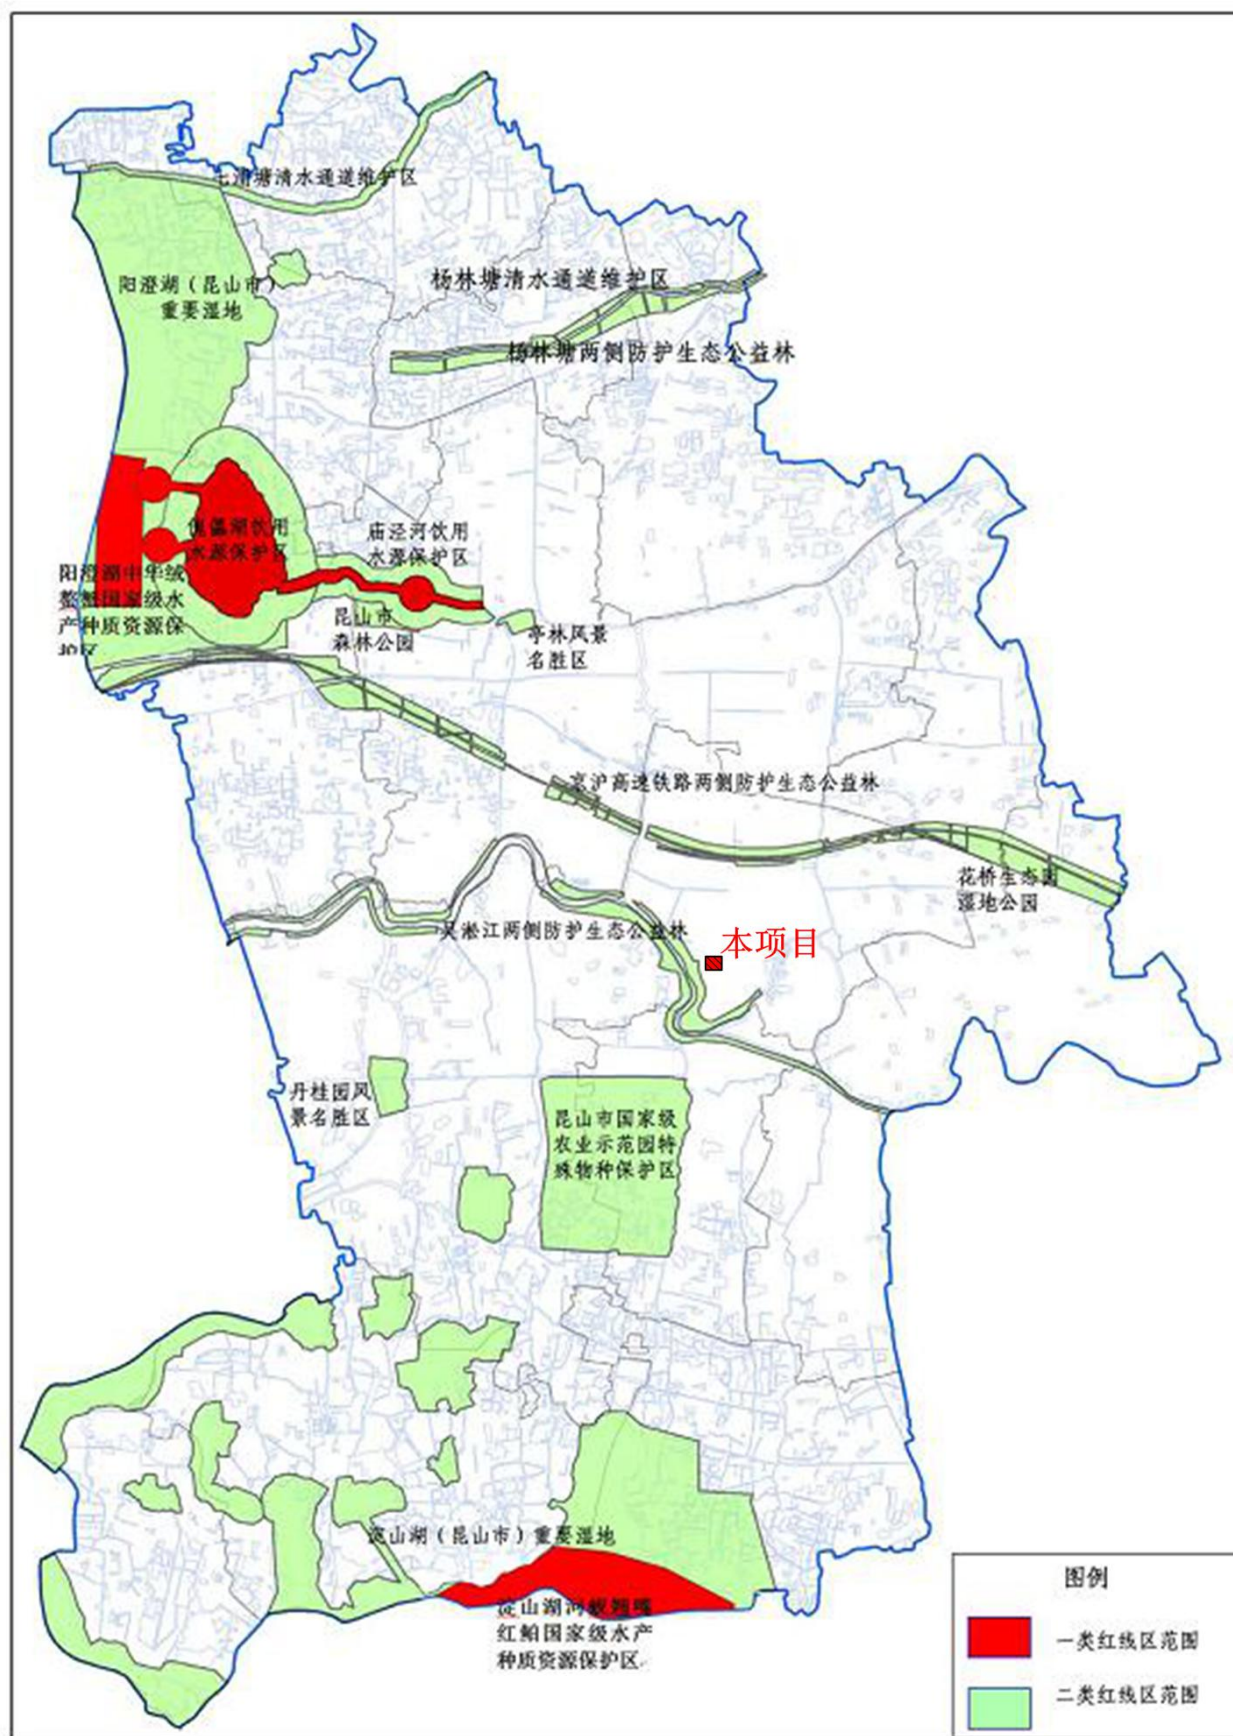 七浦塘清水通道维护区
杨林塘清水通道维护区
阳澄湖（昆山市）
重要湿地
杨林塘两侧防护生态公益林
傀儡湖饮用
水源保护区
庙泾河饮用
水源保护区
阳澄湖中华绒
螯蟹国家级水
产种质资源保
护区
昆山市
森林公园
亭林风景
名胜区
京沪高速铁路两侧防护生态公益林
花桥生态园
湿地公园
吴淞江两侧防护生态公益林
本项目
丹桂园风
景名胜区
昆山市国家级
农业示范园特
殊物种保护区
淀山湖（昆山市）重要湿地
淀山湖河蚬翘嘴
红鲌国家级水产
种质资源保护区
图例
一类红线区范围
二类红线区范围